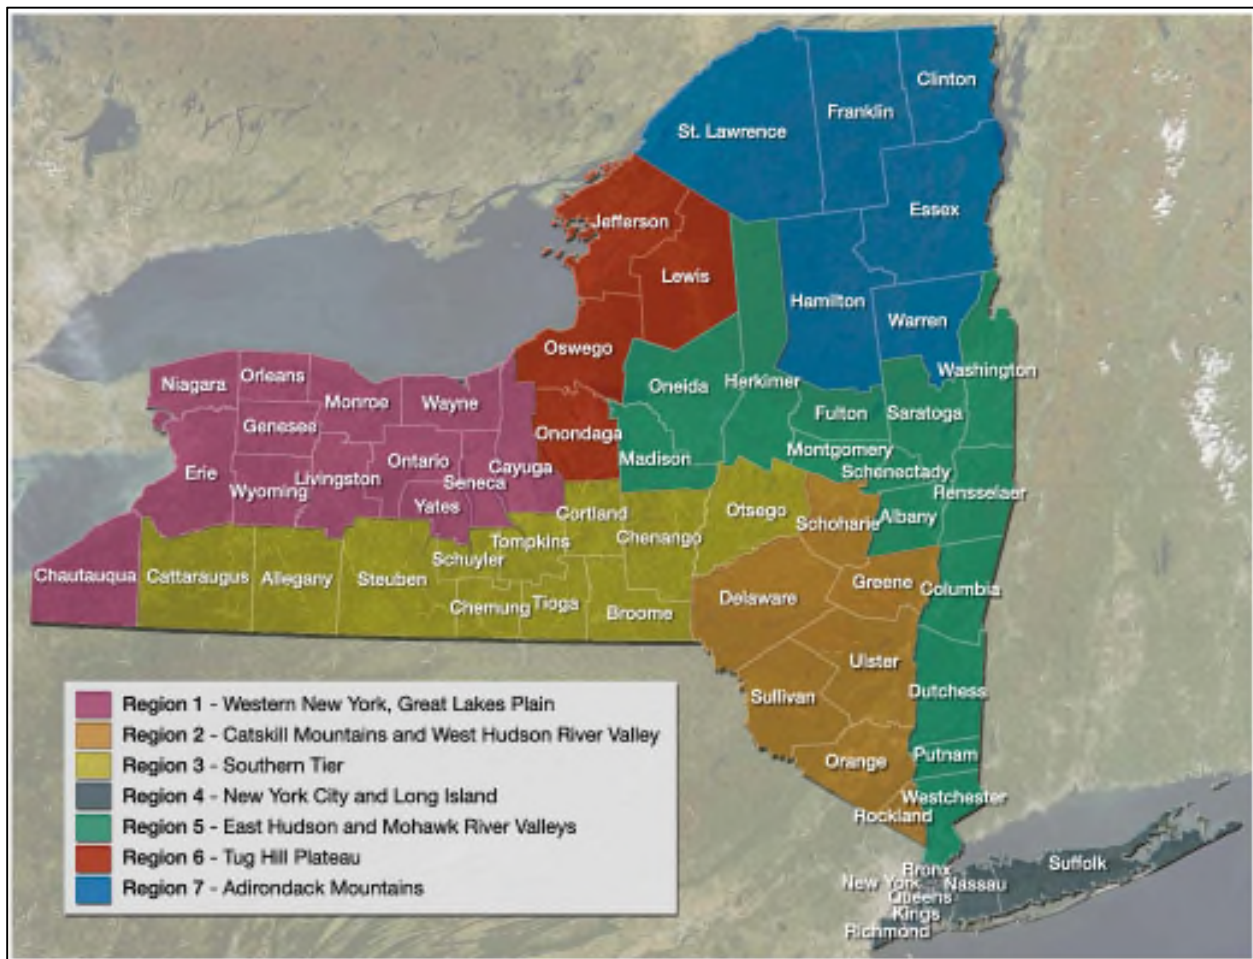 Clinton
Franklin
St. Lawrence
Essex
Jefferson
Lewis
Hamilton
Warren
Oswego
Washington
Niagara
Orleans
Oneida
Herkimer
Monroe
Wayne
Fulton
Saratoga
Genesee
Onondaga
Montgomery
Madison
Ontario
Cayuga
Schenectady
Erie
Livingston
Seneca
Wyoming
Rensselaer
Yates
Otsego
Cortland
Schoharie
Albany
Chenango
Tompkins
Schuyler
Chautauqua
Cattaraugus
Allegany
Steuben
Greene
Columbia
Delaware
Chemung
Tioga
Broome
Ulster
Dutchess
Sullivan
Putnam
Orange
Westchester
Rockland
Suffolk
Bronx
New York
Nassau
Queens
Kings
Richmond
Region 1 - Western New York, Great Lakes Plain
Region 2 - Catskill Mountains and West Hudson River Valley
Region 3 - Southern Tier
Region 4 - New York City and Long Island
Region 5 - East Hudson and Mohawk River Valleys
Region 6 - Tug Hill Plateau
Region 7 - Adirondack Mountains